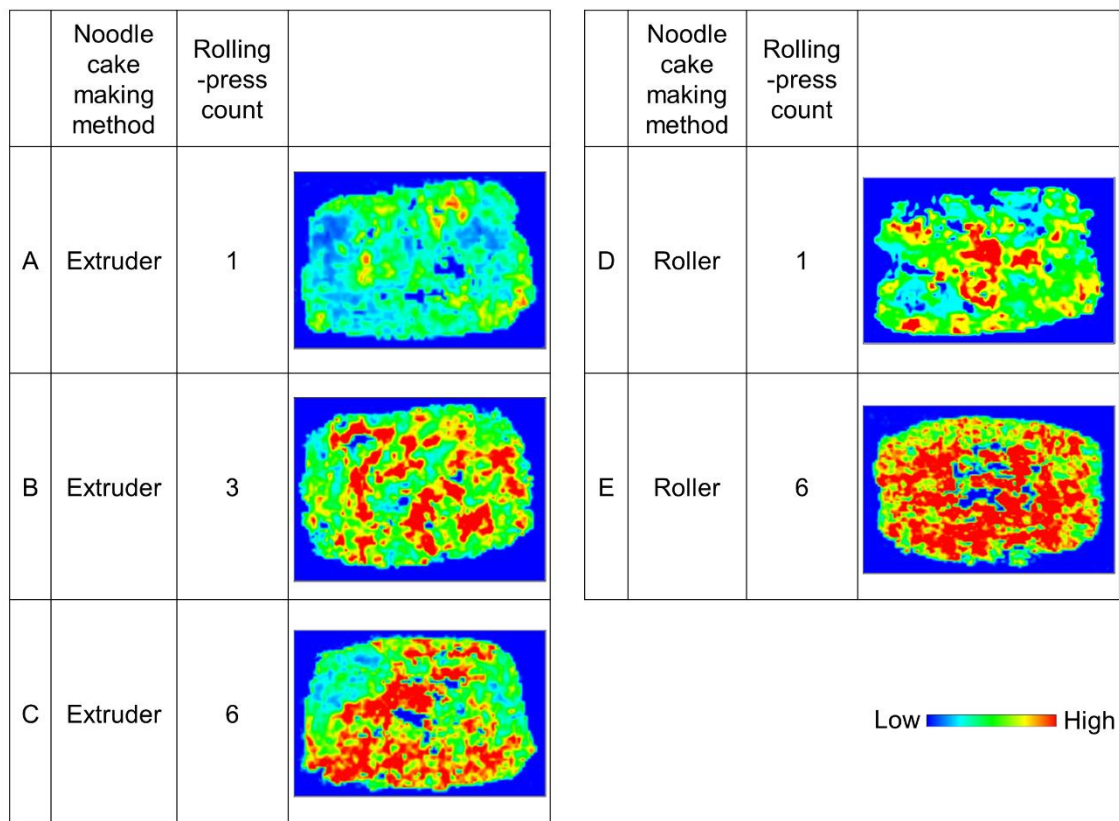 Noodle
cake
making
method
Rolling
-press
count
A Extruder 1
B Extruder 3
C Extruder 6
Noodle
cake
making
method
Rolling
-press
count
D Roller 1
E Roller 6
Low High